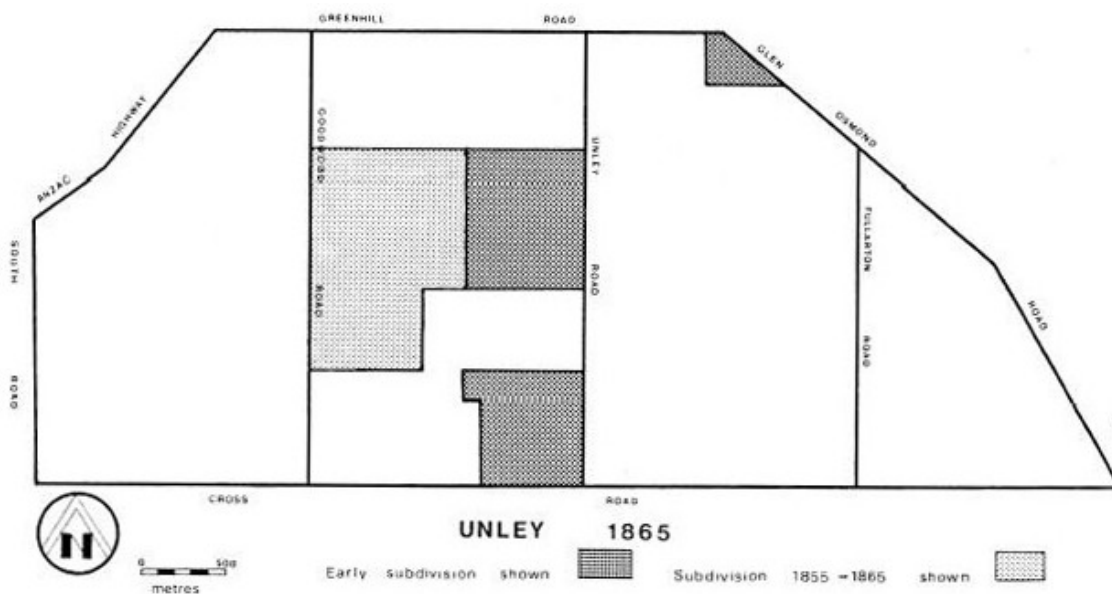 GREENHILL ROAD
GLEN
OSMOND
ROAD
ANZAC HIGHWAY
GOODWOOD
ROAD
UNLEY
ROAD
FULLARTON
ROAD
SOUTH
ROAD
CROSS ROAD
UNLEY 1865
N
0 500
metres
Early subdivision shown
Subdivision 1855 - 1865 shown